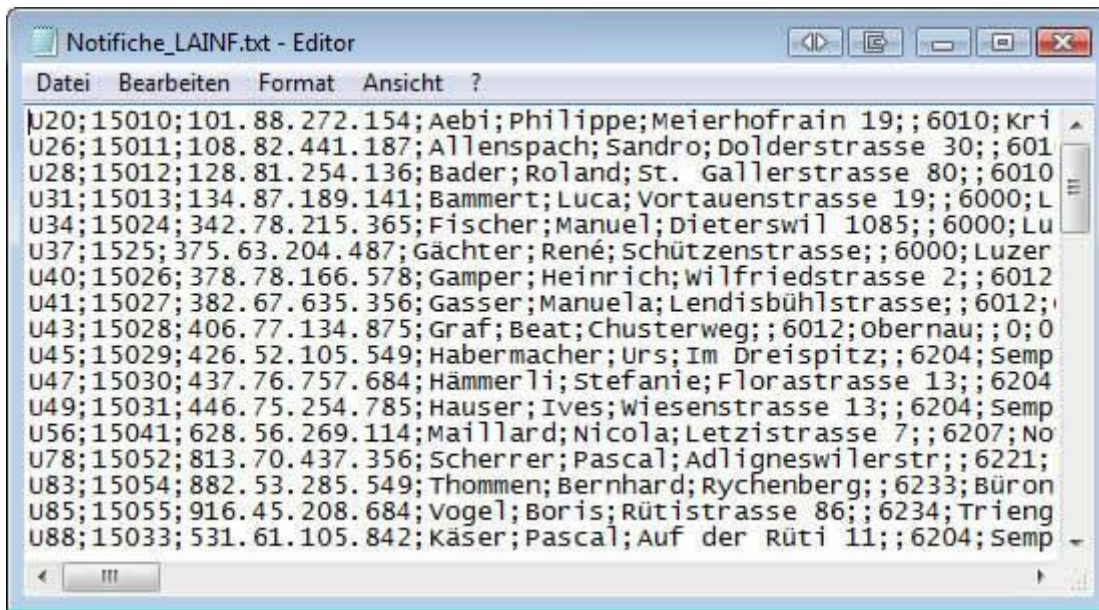 Notifiche_LAINF.txt - Editor
Datei Bearbeiten Format Ansicht ?
U20;15010;101.88.272.154;Aebi;Philippe;Meierhofrain 19;;6010;Kri
U26;15011;108.82.441.187;Allenspach;Sandro;Dolderstrasse 30;;601
U28;15012;128.81.254.136;Bader;Roland;St. Gallerstrasse 80;;6010
U31;15013;134.87.189.141;Bammert;Luca;Vortauenstrasse 19;;6000;L
U34;15024;342.78.215.365;Fischer;Manuel;Dieterswil 1085;;6000;Lu
U37;1525;375.63.204.487;Gächter;René;Schützenstrasse;;6000;Luzer
U40;15026;378.78.166.578;Gamper;Heinrich;Wilfriedstrasse 2;;6012
U41;15027;382.67.635.356;Gasser;Manuela;Lendisbühlstrasse;;6012;
U43;15028;406.77.134.875;Graf;Beat;Chusterweg;;6012;Obernau;;0;0
U45;15029;426.52.105.549;Habermacher;Urs;Im Dreispitz;;6204;Semp
U47;15030;437.76.757.684;Hämmerli;Stefanie;Florastrasse 13;;6204
U49;15031;446.75.254.785;Hauser;Ives;Wiesenstrasse 13;;6204;Semp
U56;15041;628.56.269.114;Maillard;Nicola;Letzistrasse 7;;6207;No
U78;15052;813.70.437.356;Scherrer;Pascal;Adligneswilerstr;;6221;
U83;15054;882.53.285.549;Thommen;Bernhard;Rychenberg;;6233;Büron
U85;15055;916.45.208.684;Vogel;Boris;Rütistrasse 86;;6234;Trieng
U88;15033;531.61.105.842;Käser;Pascal;Auf der Rüti 11;;6204;Semp